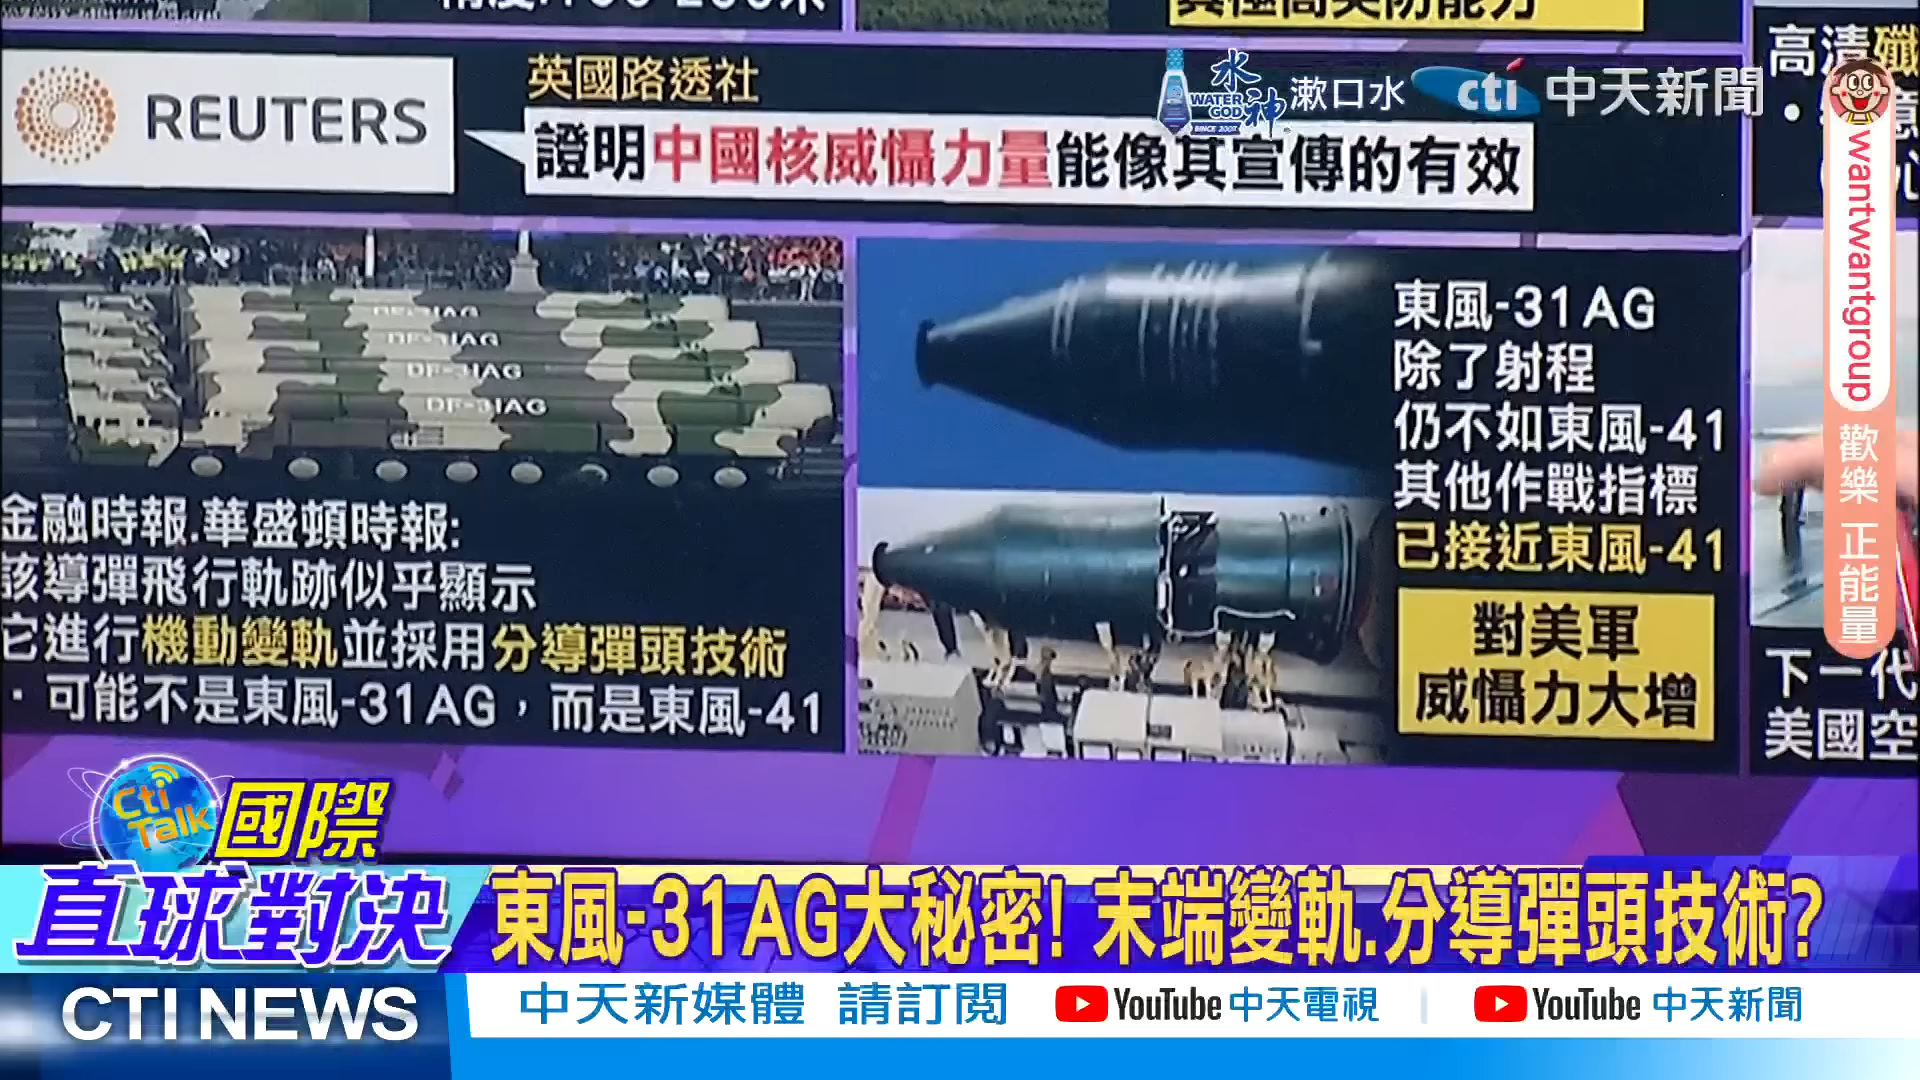 英國路透社
REUTERS
證明中國核威懾力量能像其宣傳的有效
水神
WATER GOD
SINCE 2007
漱口水
cti 中天新聞
高清殲
wantwantgroup
歡樂 正能量
DF-31AG
DF-31AG
DF-31AG
DF-31AG
金融時報.華盛頓時報:
該導彈飛行軌跡似乎顯示
它進行機動變軌並採用分導彈頭技術
·可能不是東風-31AG，而是東風-41
東風-31AG
除了射程
仍不如東風-41
其他作戰指標
已接近東風-41
對美軍
威懾力大增
下一代
美國空
Cti Talk
國際
直球對決
東風-31AG大秘密! 末端變軌.分導彈頭技術?
CTI NEWS
中天新媒體 請訂閱
YouTube 中天電視
YouTube 中天新聞